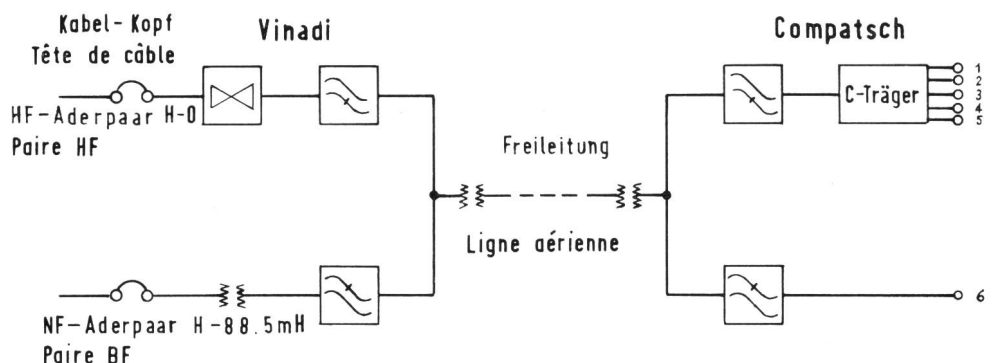 Kabel-Kopf
Tête de câble
Vinadi
Compatsch
HF-Aderpaar H-0
Paire HF
C-Träger
1
2
3
4
5
Freileitung
Ligne aérienne
NF-Aderpaar H-88.5mH
Paire BF
6